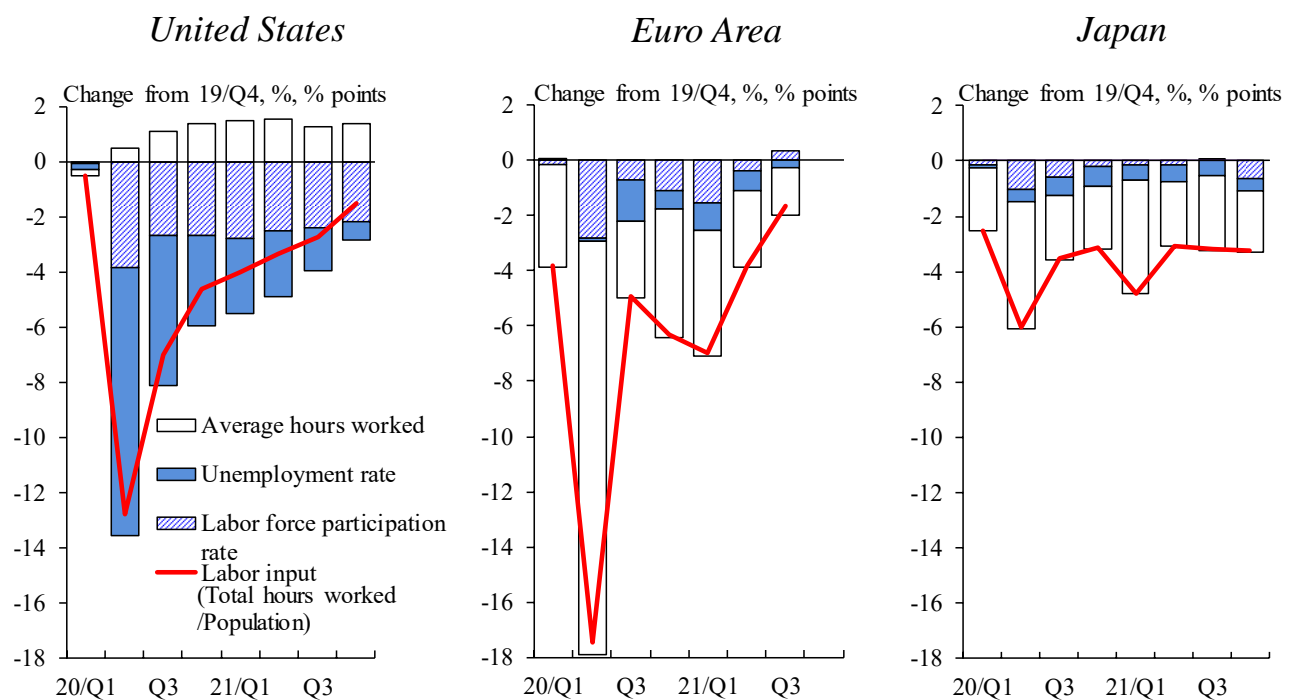 United States
Change from 19/Q4, %, % points
2
0
-2
-4
-6
-8
-10
-12
-14
-16
-18
Average hours worked
Unemployment rate
Labor force participation
rate
Labor input
(Total hours worked
/Population)
20/Q1 Q3 21/Q1 Q3
Euro Area
Change from 19/Q4, %, % points
2
0
-2
-4
-6
-8
-10
-12
-14
-16
-18
20/Q1 Q3 21/Q1 Q3
Japan
Change from 19/Q4, %, % points
2
0
-2
-4
-6
-8
-10
-12
-14
-16
-18
20/Q1 Q3 21/Q1 Q3